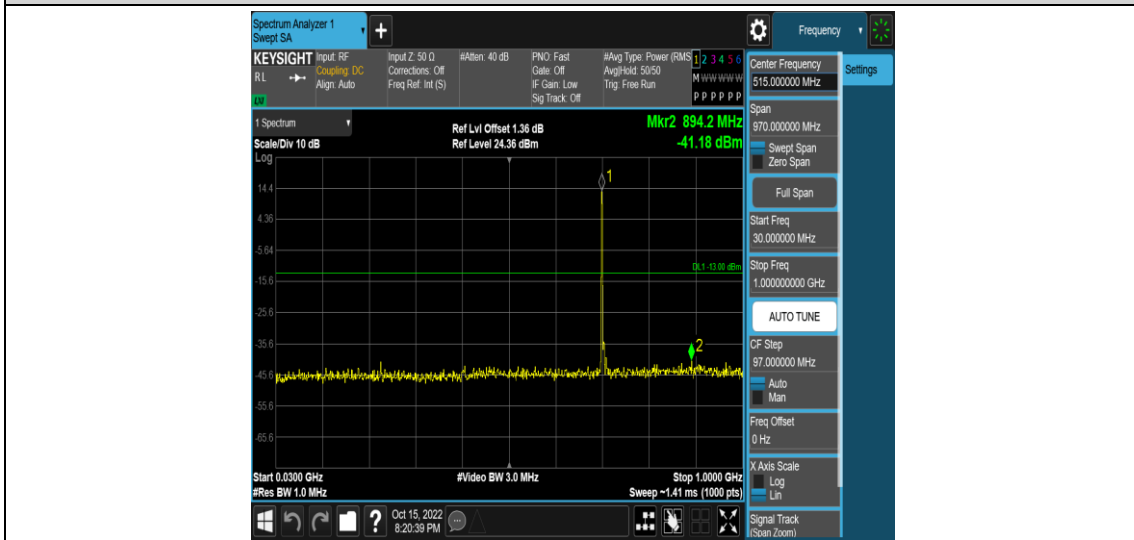 Spectrum Analyzer 1
Swept SA
+
Frequency
KEYSIGHT
RL
LXI
Input: RF
Coupling: DC
Align: Auto
Input Z: 50 Ω
Corrections: Off
Freq Ref: Int (S)
#Atten: 40 dB
PNO: Fast
Gate: Off
IF Gain: Low
Sig Track: Off
#Avg Type: Power (RMS
Avg|Hold: 50/50
Trig: Free Run
1 2 3 4 5 6
M W W W W W
P P P P P P
1 Spectrum
Scale/Div 10 dB
Ref Lvl Offset 1.36 dB
Ref Level 24.36 dBm
Mkr2 894.2 MHz
-41.18 dBm
Log
14.4
4.36
-5.64
-15.6
-25.6
-35.6
-45.6
-55.6
-65.6
1
DL1 -13.00 dBm
2
Start 0.0300 GHz
#Res BW 1.0 MHz
#Video BW 3.0 MHz
Stop 1.0000 GHz
Sweep ~1.41 ms (1000 pts)
Center Frequency
515.000000 MHz
Settings
Span
970.000000 MHz
Swept Span
Zero Span
Full Span
Start Freq
30.000000 MHz
Stop Freq
1.000000000 GHz
AUTO TUNE
CF Step
97.000000 MHz
Auto
Man
Freq Offset
0 Hz
X Axis Scale
Log
Lin
Signal Track
(Span Zoom)
?
Oct 15, 2022
8:20:39 PM